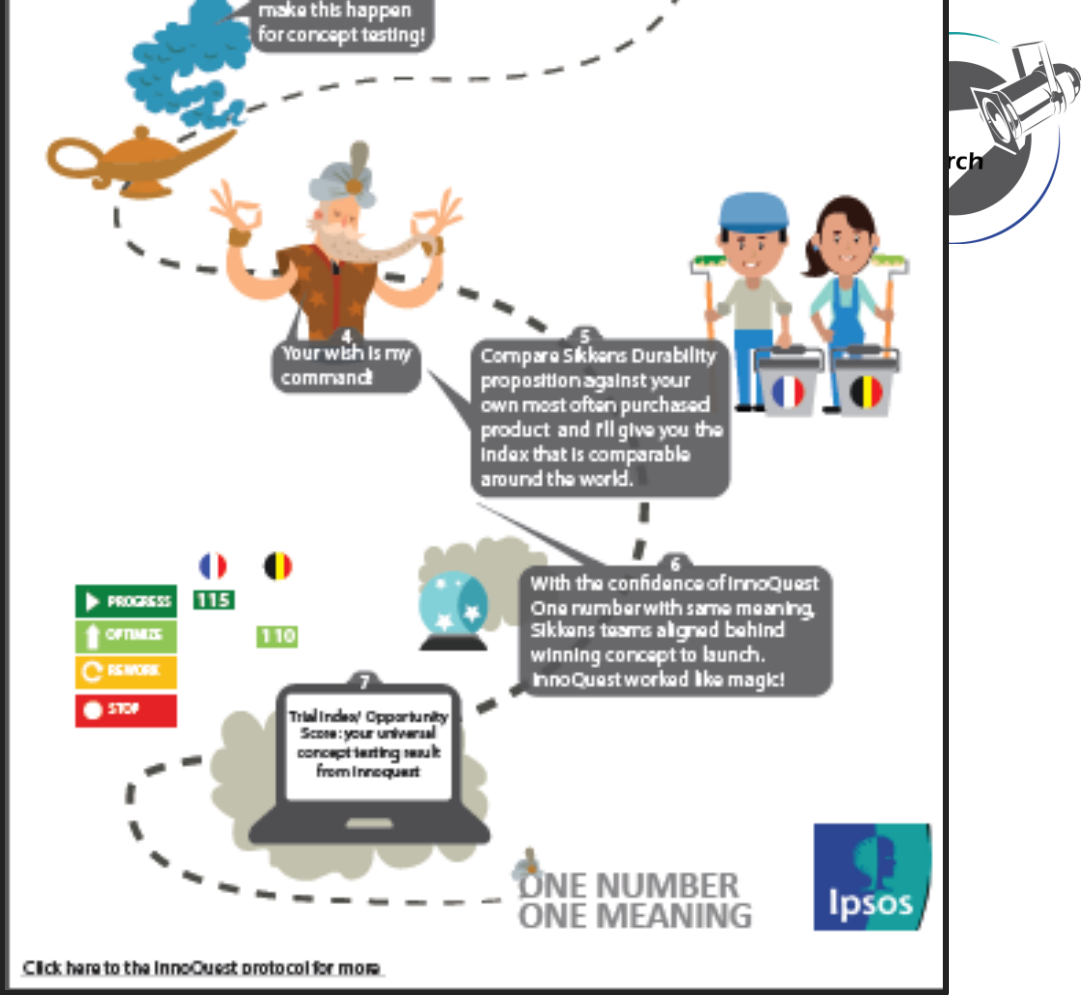 make this happen
for concept testing!
rch
4
Your wish is my
command!
5
Compare Sikkens Durability
proposition against your
own most often purchased
product and I'll give you the
index that is comparable
around the world.
6
With the confidence of InnoQuest
One number with same meaning,
Sikkens teams aligned behind
winning concept to launch.
InnoQuest worked like magic!
PROGRESS 115
OPTIMIZE 110
REWORK
STOP
7
Trial Index/ Opportunity
Score: your universal
concept testing result
from Innoquest
ONE NUMBER
ONE MEANING
Ipsos
Click here to the InnoQuest protocol for more